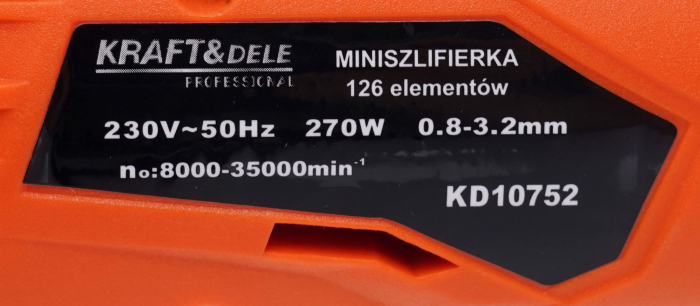 KRAFT&DELE
PROFESSIONAL
MINISZLIFIERKA
126 elementów
230V~50Hz 270W 0.8-3.2mm
no:8000-35000min⁻¹
KD10752